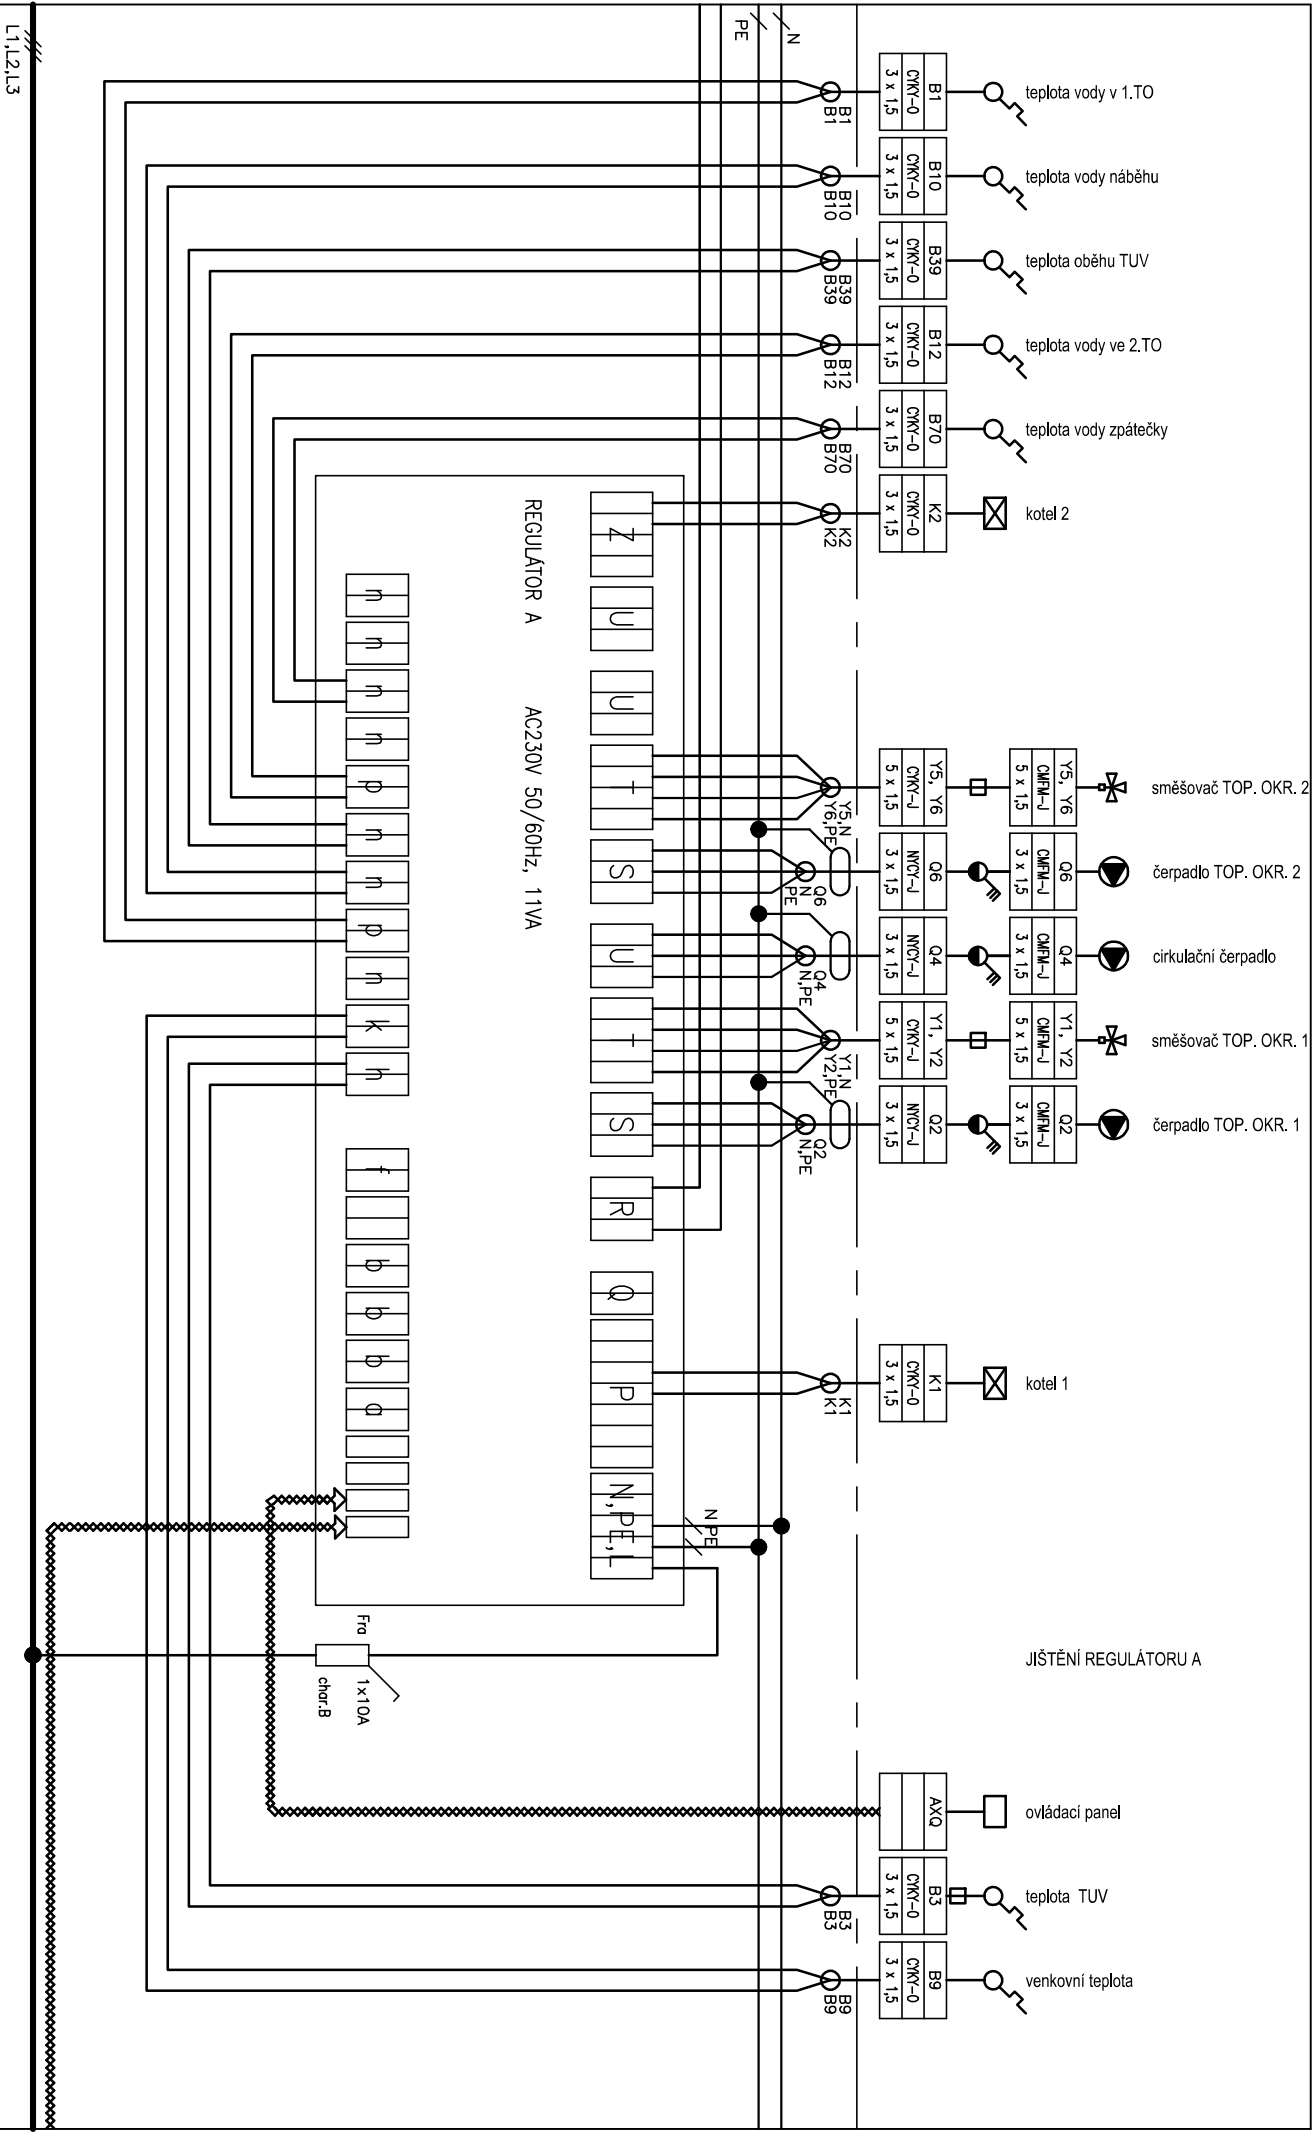 L1,L2,L3
PE
N
B1
B1
B1
CYKY-O
3 x 1,5
teplota vody v 1.TO
B10
B10
B10
CYKY-O
3 x 1,5
teplota vody náběhu
B39
B39
B39
CYKY-O
3 x 1,5
teplota oběhu TUV
B12
B12
B12
CYKY-O
3 x 1,5
teplota vody ve 2.TO
B70
B70
B70
CYKY-O
3 x 1,5
teplota vody zpátečky
K2
K2
K2
CYKY-O
3 x 1,5
kotel 2
Y5,N
Y6,PE
Y5, Y6
CYKY-J
5 x 1,5
Y5, Y6
CMFM-J
5 x 1,5
směšovač TOP. OKR. 2
Q6
N
PE
Q6
NYCY-J
3 x 1,5
Q6
CMFM-J
3 x 1,5
čerpadlo TOP. OKR. 2
Q4
N,PE
Q4
NYCY-J
3 x 1,5
Q4
CMFM-J
3 x 1,5
cirkulační čerpadlo
Y1,N
Y2,PE
Y1, Y2
CYKY-J
5 x 1,5
Y1, Y2
CMFM-J
5 x 1,5
směšovač TOP. OKR. 1
Q2
N,PE
Q2
NYCY-J
3 x 1,5
Q2
CMFM-J
3 x 1,5
čerpadlo TOP. OKR. 1
K1
K1
K1
CYKY-O
3 x 1,5
kotel 1
JIŠTĚNÍ REGULÁTORU A
AXQ
ovládací panel
B3
B3
B3
CYKY-O
3 x 1,5
teplota TUV
B9
B9
B9
CYKY-O
3 x 1,5
venkovní teplota
REGULÁTOR A AC230V 50/60Hz, 11VA
Z
U
U
T
S
U
T
S
R
Q
P
N,PE,L
N PE
n
n
n
n
p
n
n
p
n
k
n
f
b
b
b
a
Fra
1x10A
char.B